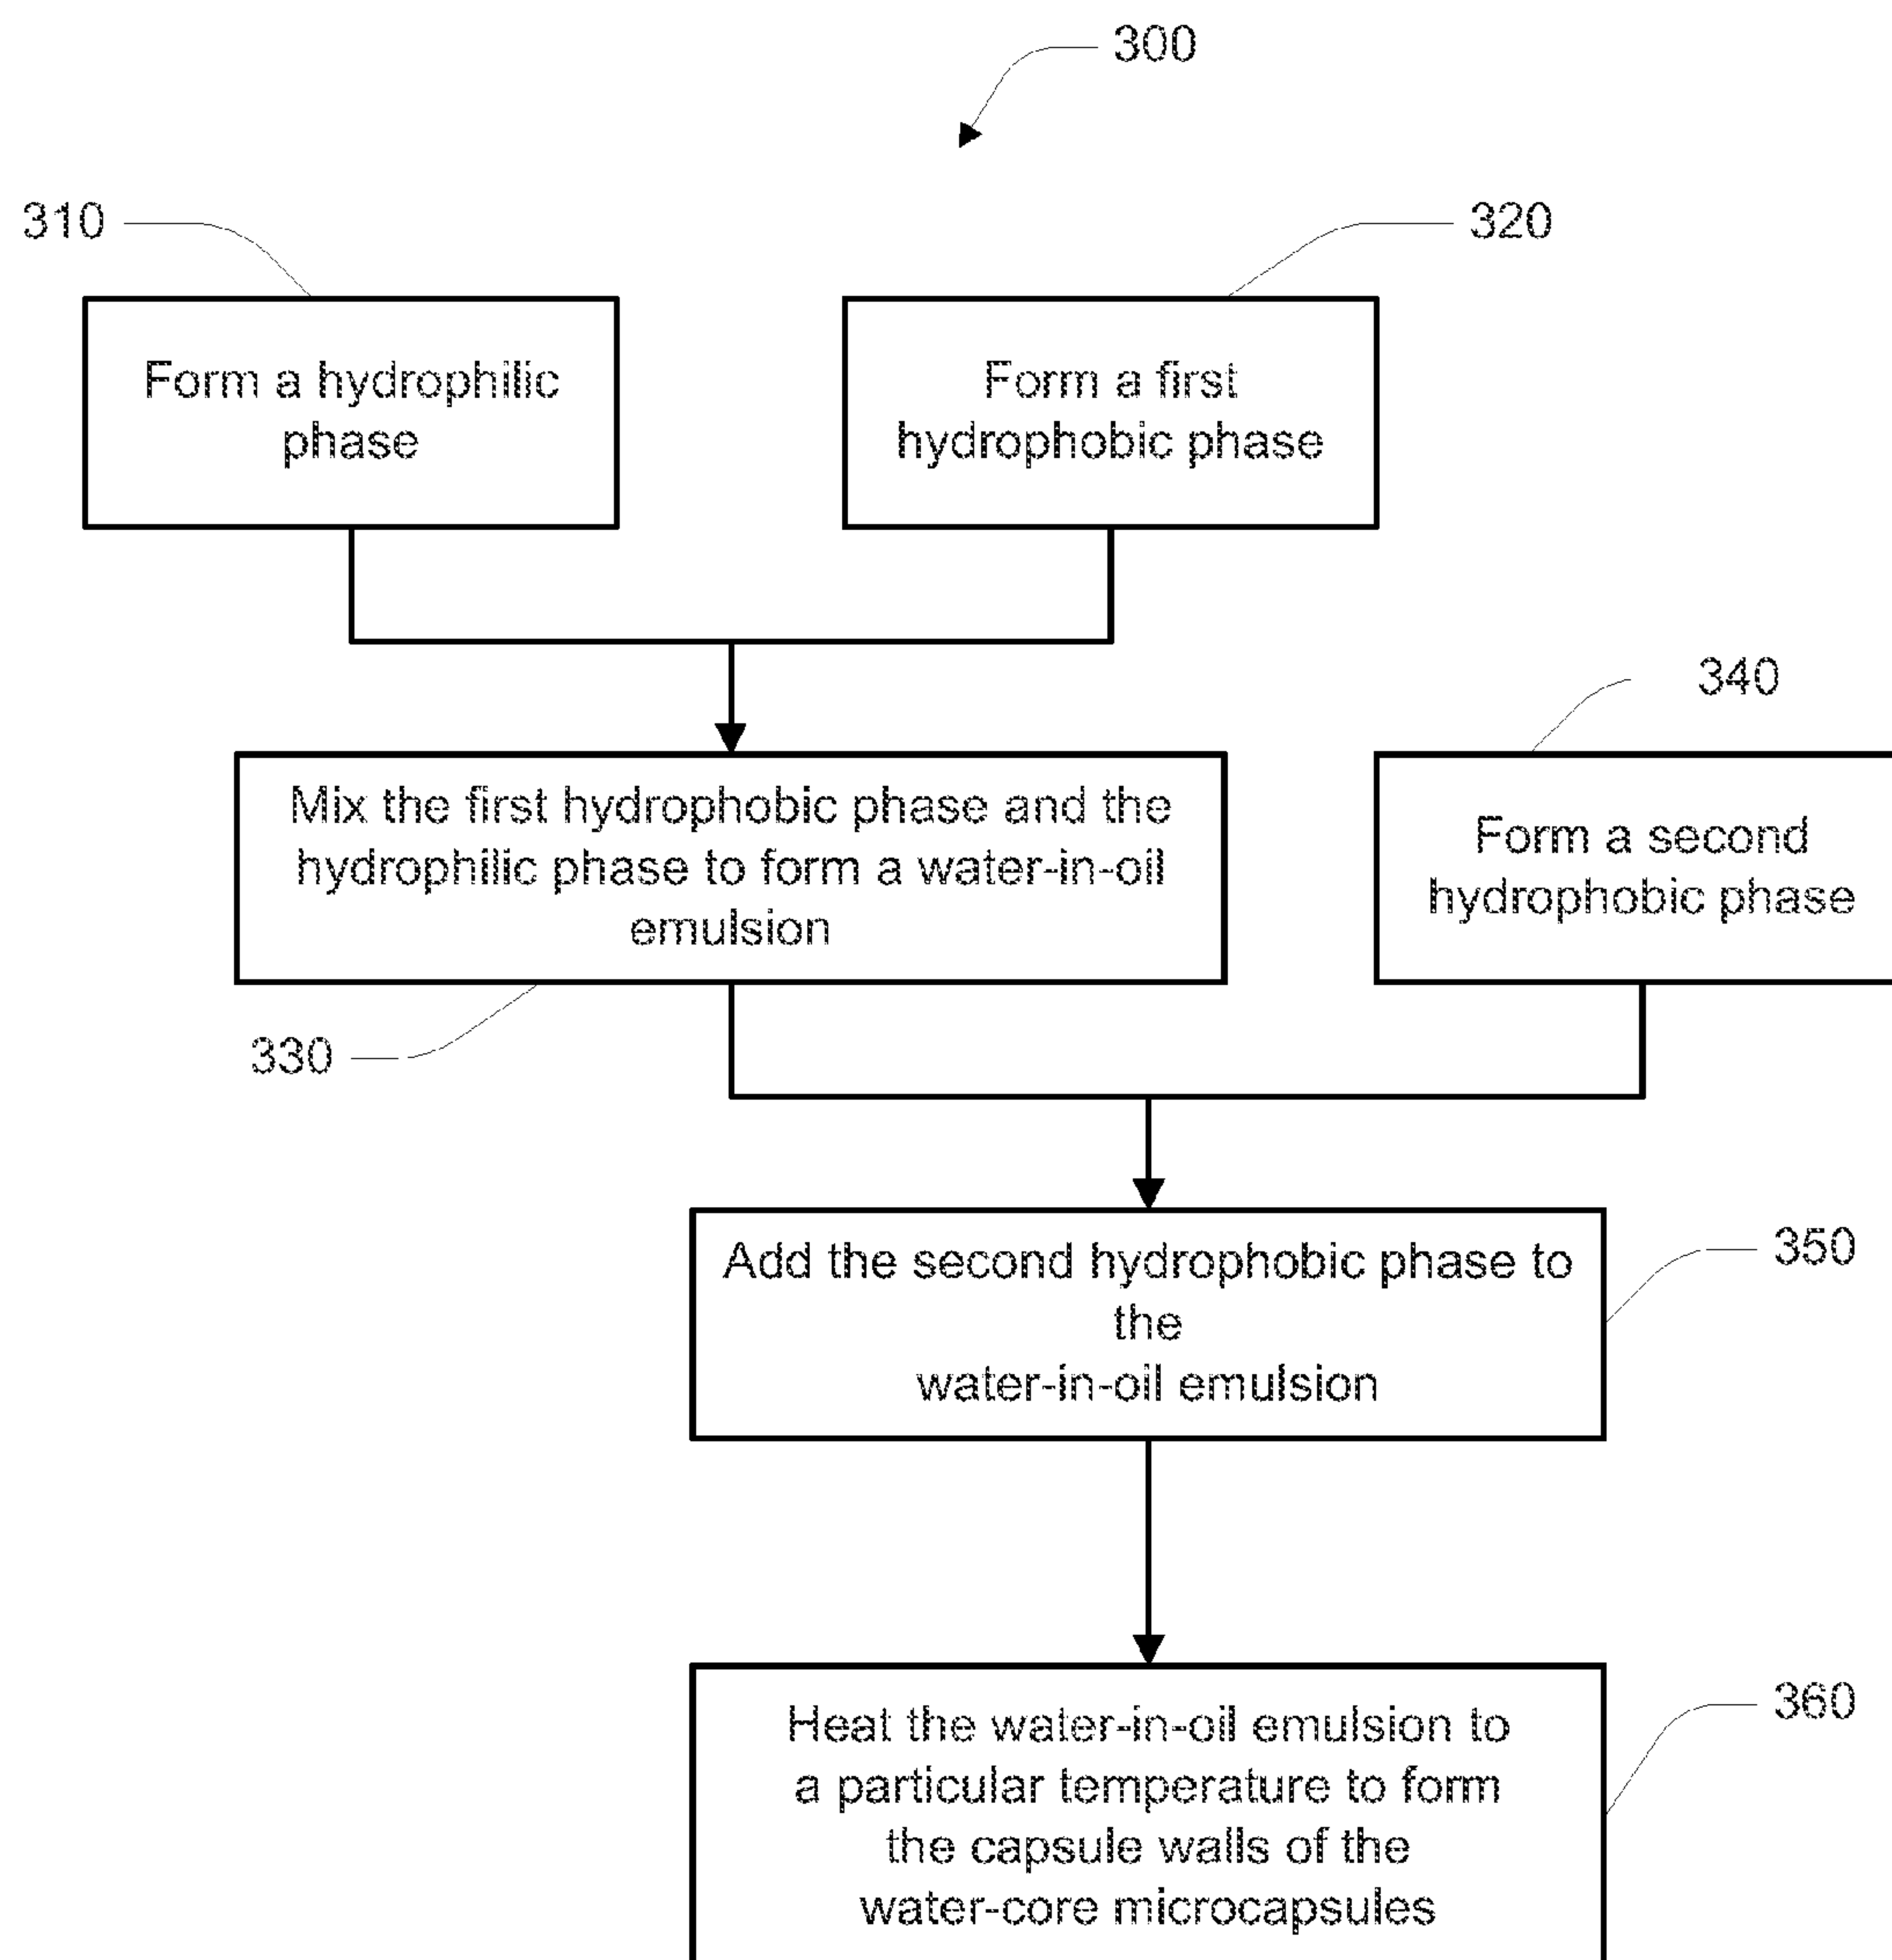 300
310
320
Form a hydrophilic
phase
Form a first
hydrophobic phase
340
Mix the first hydrophobic phase and the
hydrophilic phase to form a water-in-oil
emulsion
Form a second
hydrophobic phase
330
Add the second hydrophobic phase to
the
water-in-oil emulsion
350
Heat the water-in-oil emulsion to
a particular temperature to form
the capsule walls of the
water-core microcapsules
360